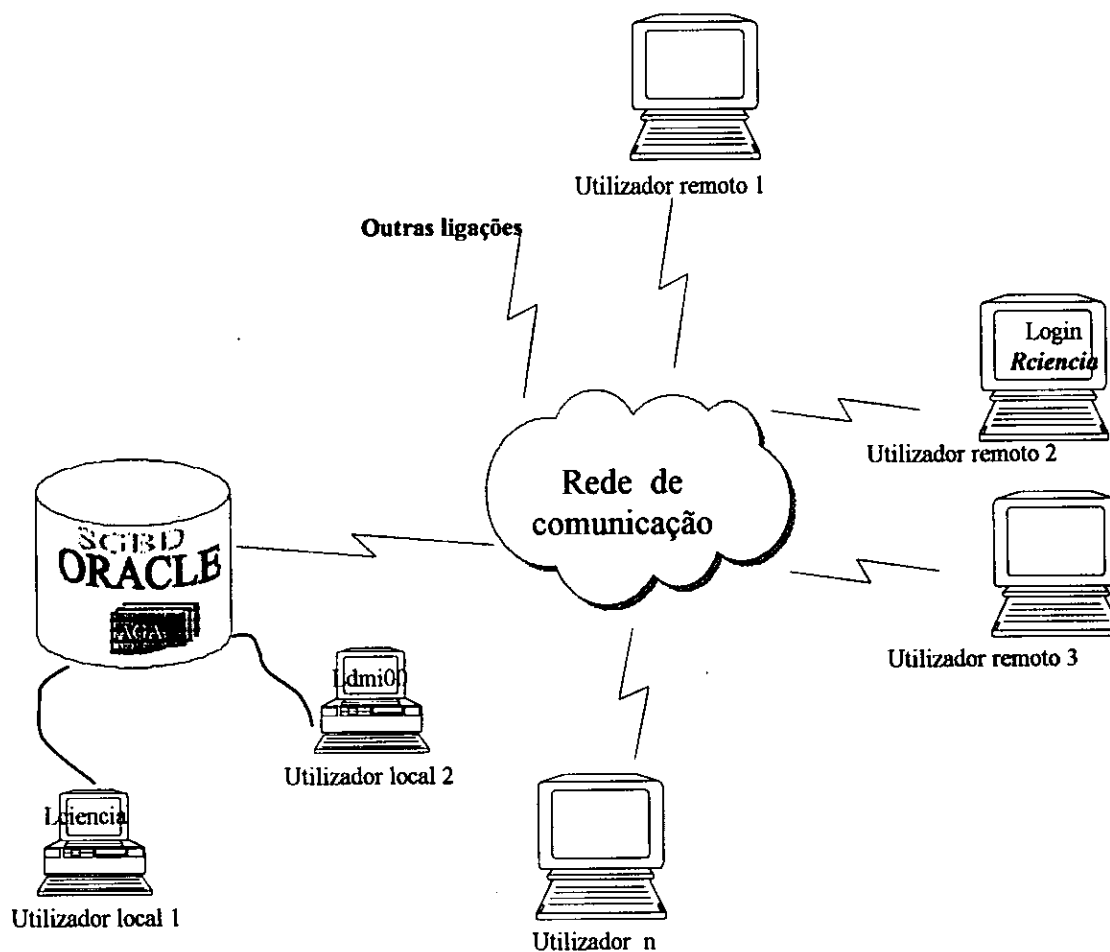 Utilizador remoto 1
Outras ligações
Login
Rciencia
Utilizador remoto 2
Rede de
comunicação
SGBD
ORACLE
AGA
Utilizador remoto 3
Ldmi00
Utilizador local 2
Lciencia
Utilizador local 1
Utilizador n